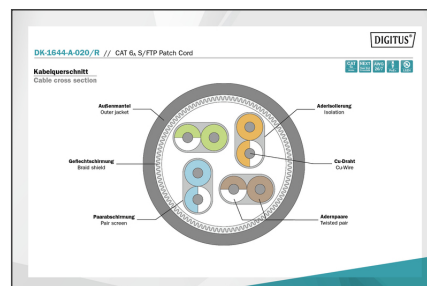 DIGITUS®
DK-1644-A-020/R // CAT 6A S/FTP Patch Cord
Kabelquerschnitt
Cable cross section
Außenmantel
Outer jacket
Aderisolierung
Isolation
Geflechtschirmung
Braid shield
Cu-Draht
Cu-Wire
Paarabschirmung
Pair screen
Adernpaare
Twisted pair